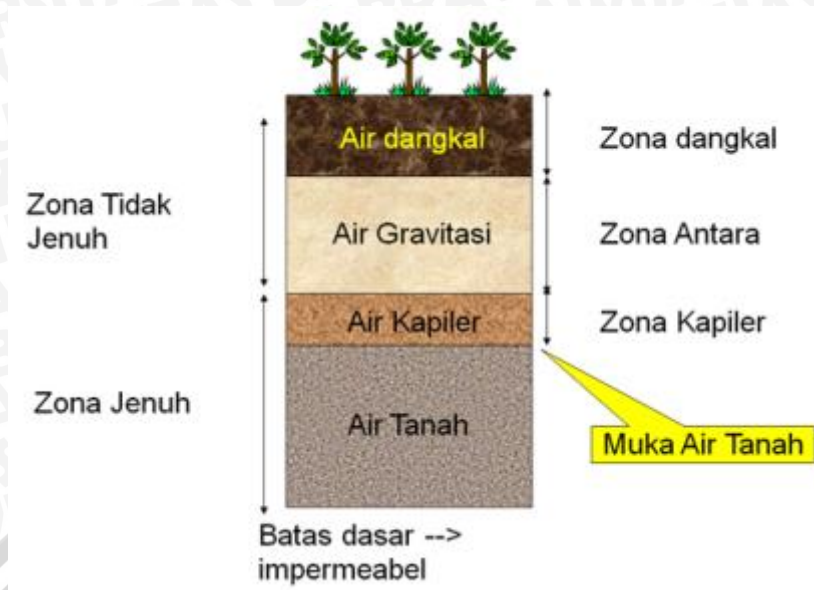 Air dangkal
Zona dangkal
Zona Tidak
Jenuh
Air Gravitasi
Zona Antara
Air Kapiler
Zona Kapiler
Zona Jenuh
Air Tanah
Muka Air Tanah
Batas dasar -->
impermeabel